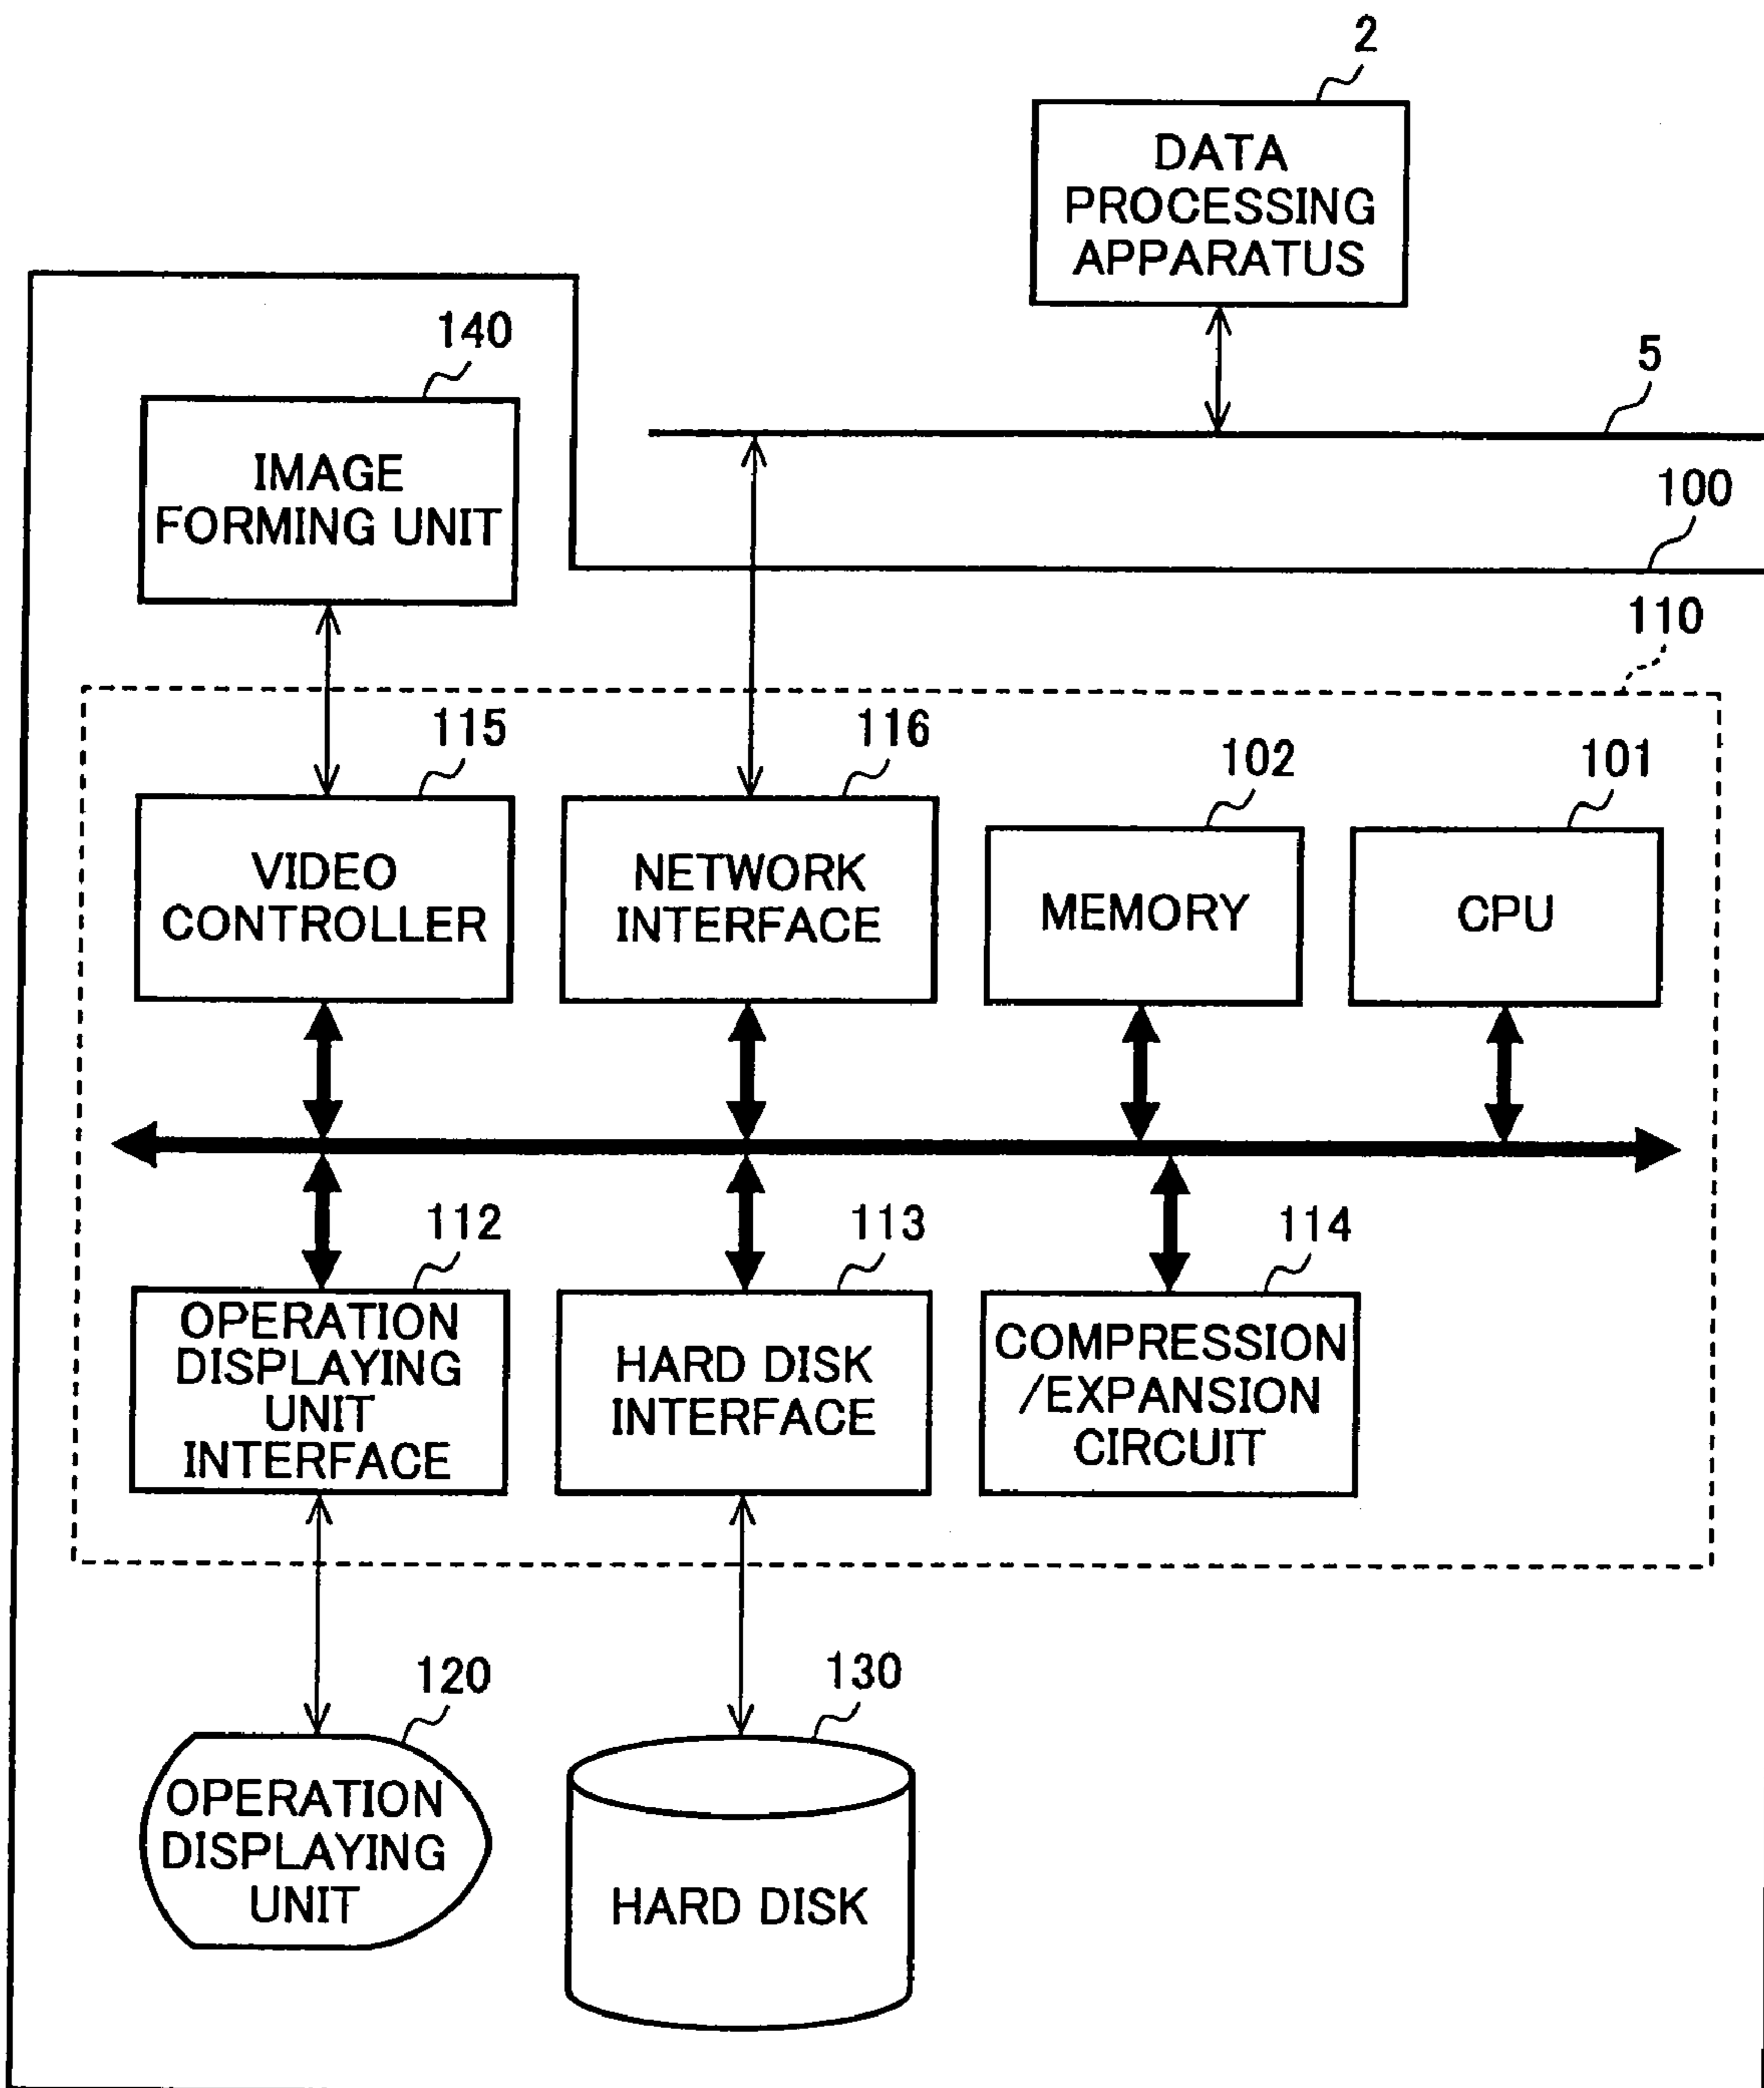 2
DATA
PROCESSING
APPARATUS
140
5
IMAGE
FORMING UNIT
100
110
115
116
102
101
VIDEO
CONTROLLER
NETWORK
INTERFACE
MEMORY
CPU
112
113
114
OPERATION
DISPLAYING
UNIT
INTERFACE
HARD DISK
INTERFACE
COMPRESSION
/EXPANSION
CIRCUIT
120
130
OPERATION
DISPLAYING
UNIT
HARD DISK